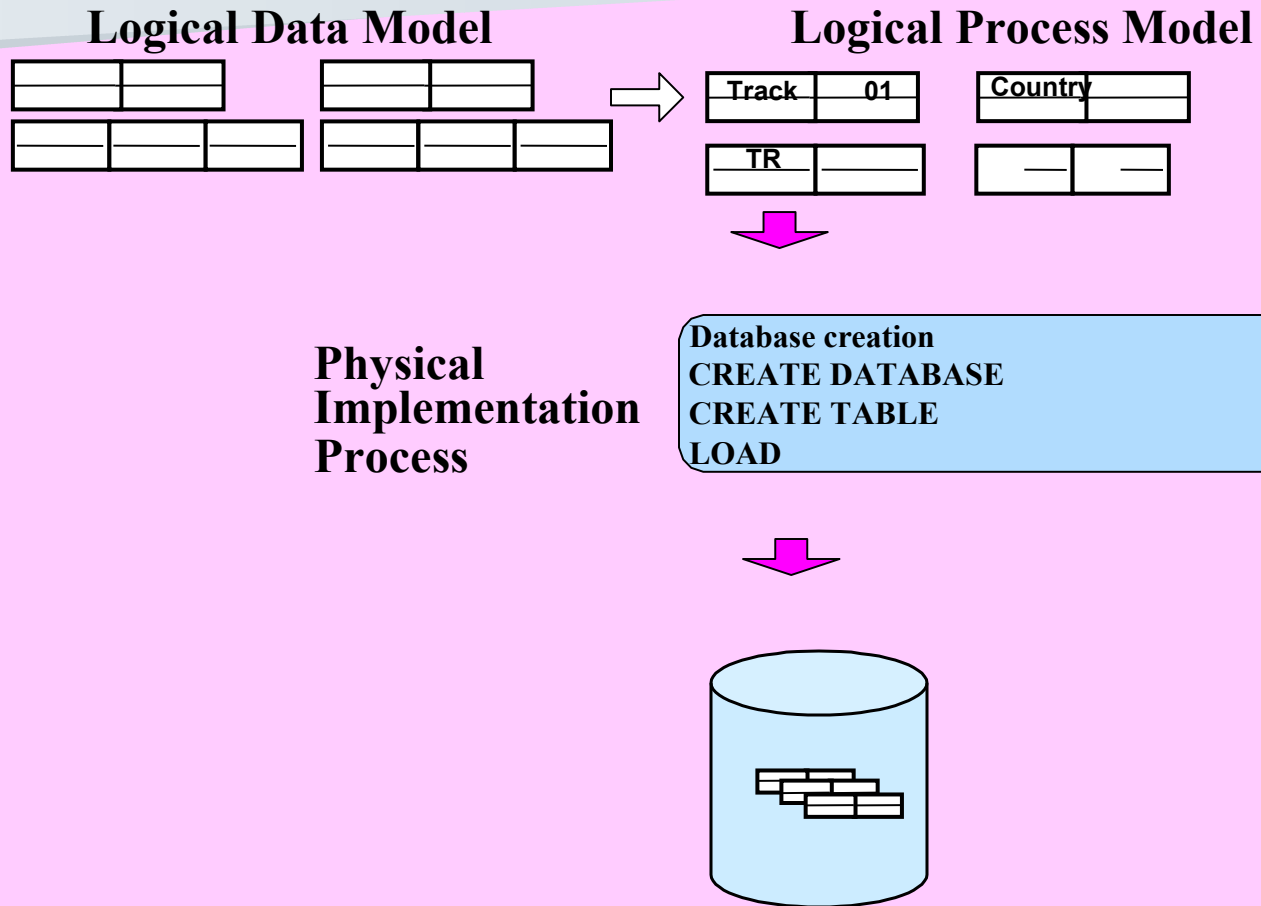 Logical Data Model
Logical Process Model
Track 01
Country
TR
Physical
Implementation
Process
Database creation
CREATE DATABASE
CREATE TABLE
LOAD